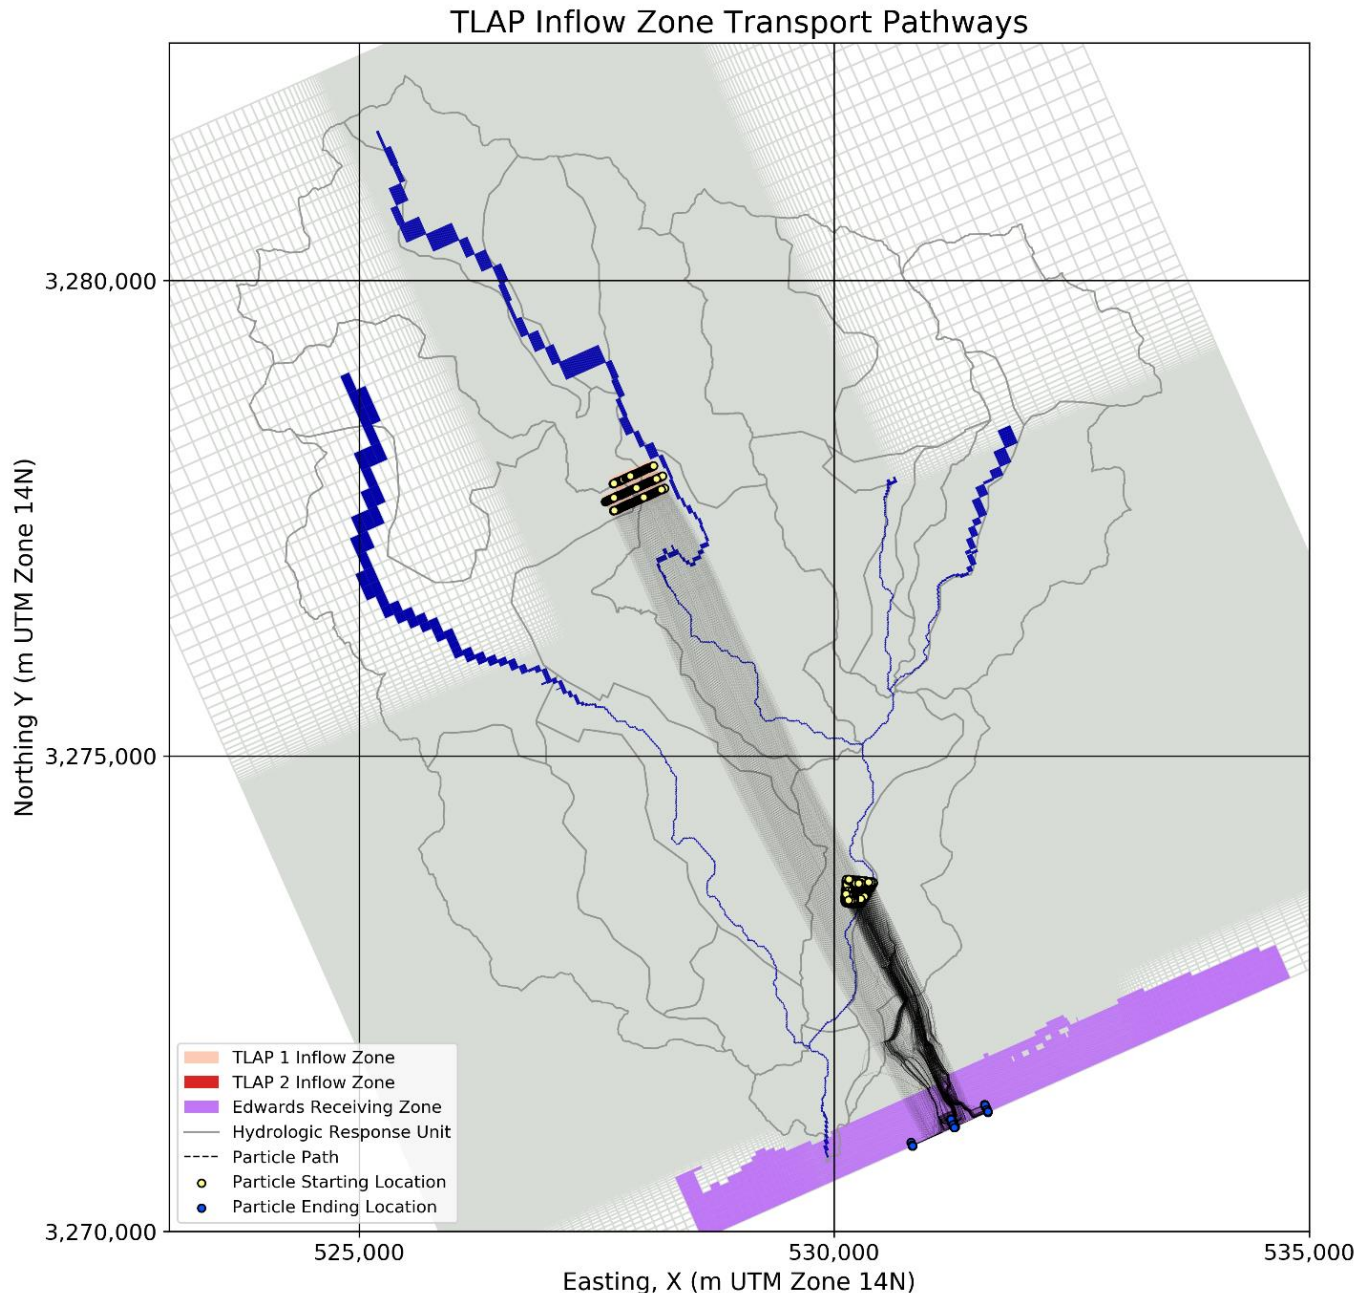 TLAP Inflow Zone Transport Pathways
Northing Y (m UTM Zone 14N)
3,280,000
3,275,000
3,270,000
TLAP 1 Inflow Zone
TLAP 2 Inflow Zone
Edwards Receiving Zone
Hydrologic Response Unit
Particle Path
Particle Starting Location
Particle Ending Location
525,000
530,000
535,000
Easting, X (m UTM Zone 14N)